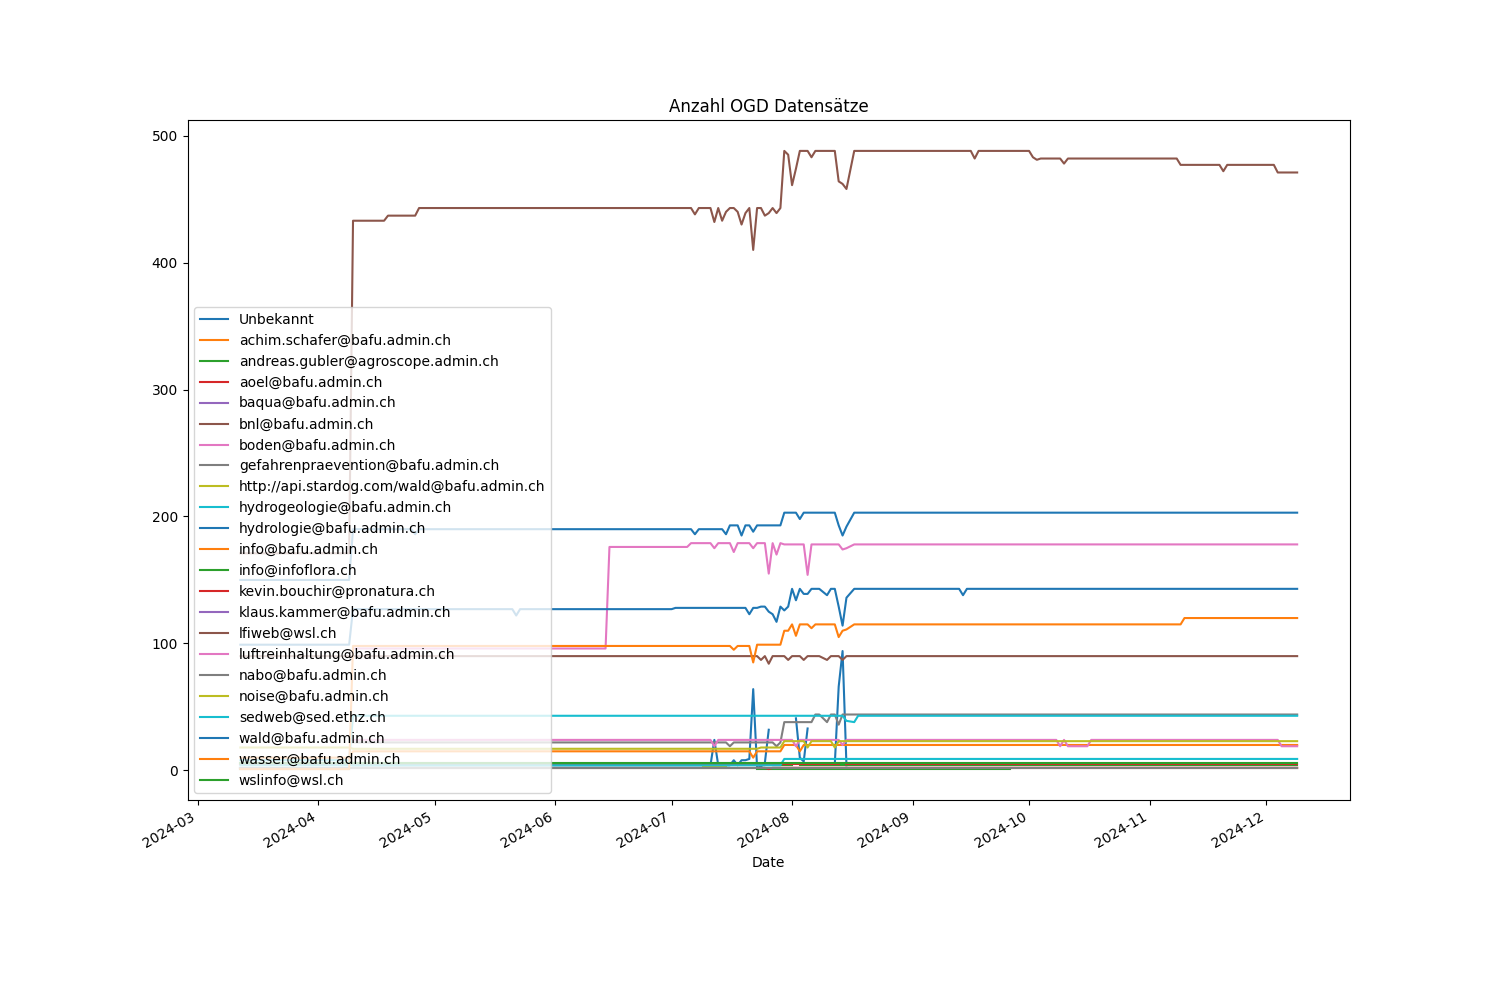 Anzahl OGD Datensätze
500
400
300
200
100
0
Unbekannt
achim.schafer@bafu.admin.ch
andreas.gubler@agroscope.admin.ch
aoel@bafu.admin.ch
baqua@bafu.admin.ch
bnl@bafu.admin.ch
boden@bafu.admin.ch
gefahrenpraevention@bafu.admin.ch
http://api.stardog.com/wald@bafu.admin.ch
hydrogeologie@bafu.admin.ch
hydrologie@bafu.admin.ch
info@bafu.admin.ch
info@infoflora.ch
kevin.bouchir@pronatura.ch
klaus.kammer@bafu.admin.ch
lfiweb@wsl.ch
luftreinhaltung@bafu.admin.ch
nabo@bafu.admin.ch
noise@bafu.admin.ch
sedweb@sed.ethz.ch
wald@bafu.admin.ch
wasser@bafu.admin.ch
wslinfo@wsl.ch
2024-03 2024-04 2024-05 2024-06 2024-07 2024-08 2024-09 2024-10 2024-11 2024-12
Date